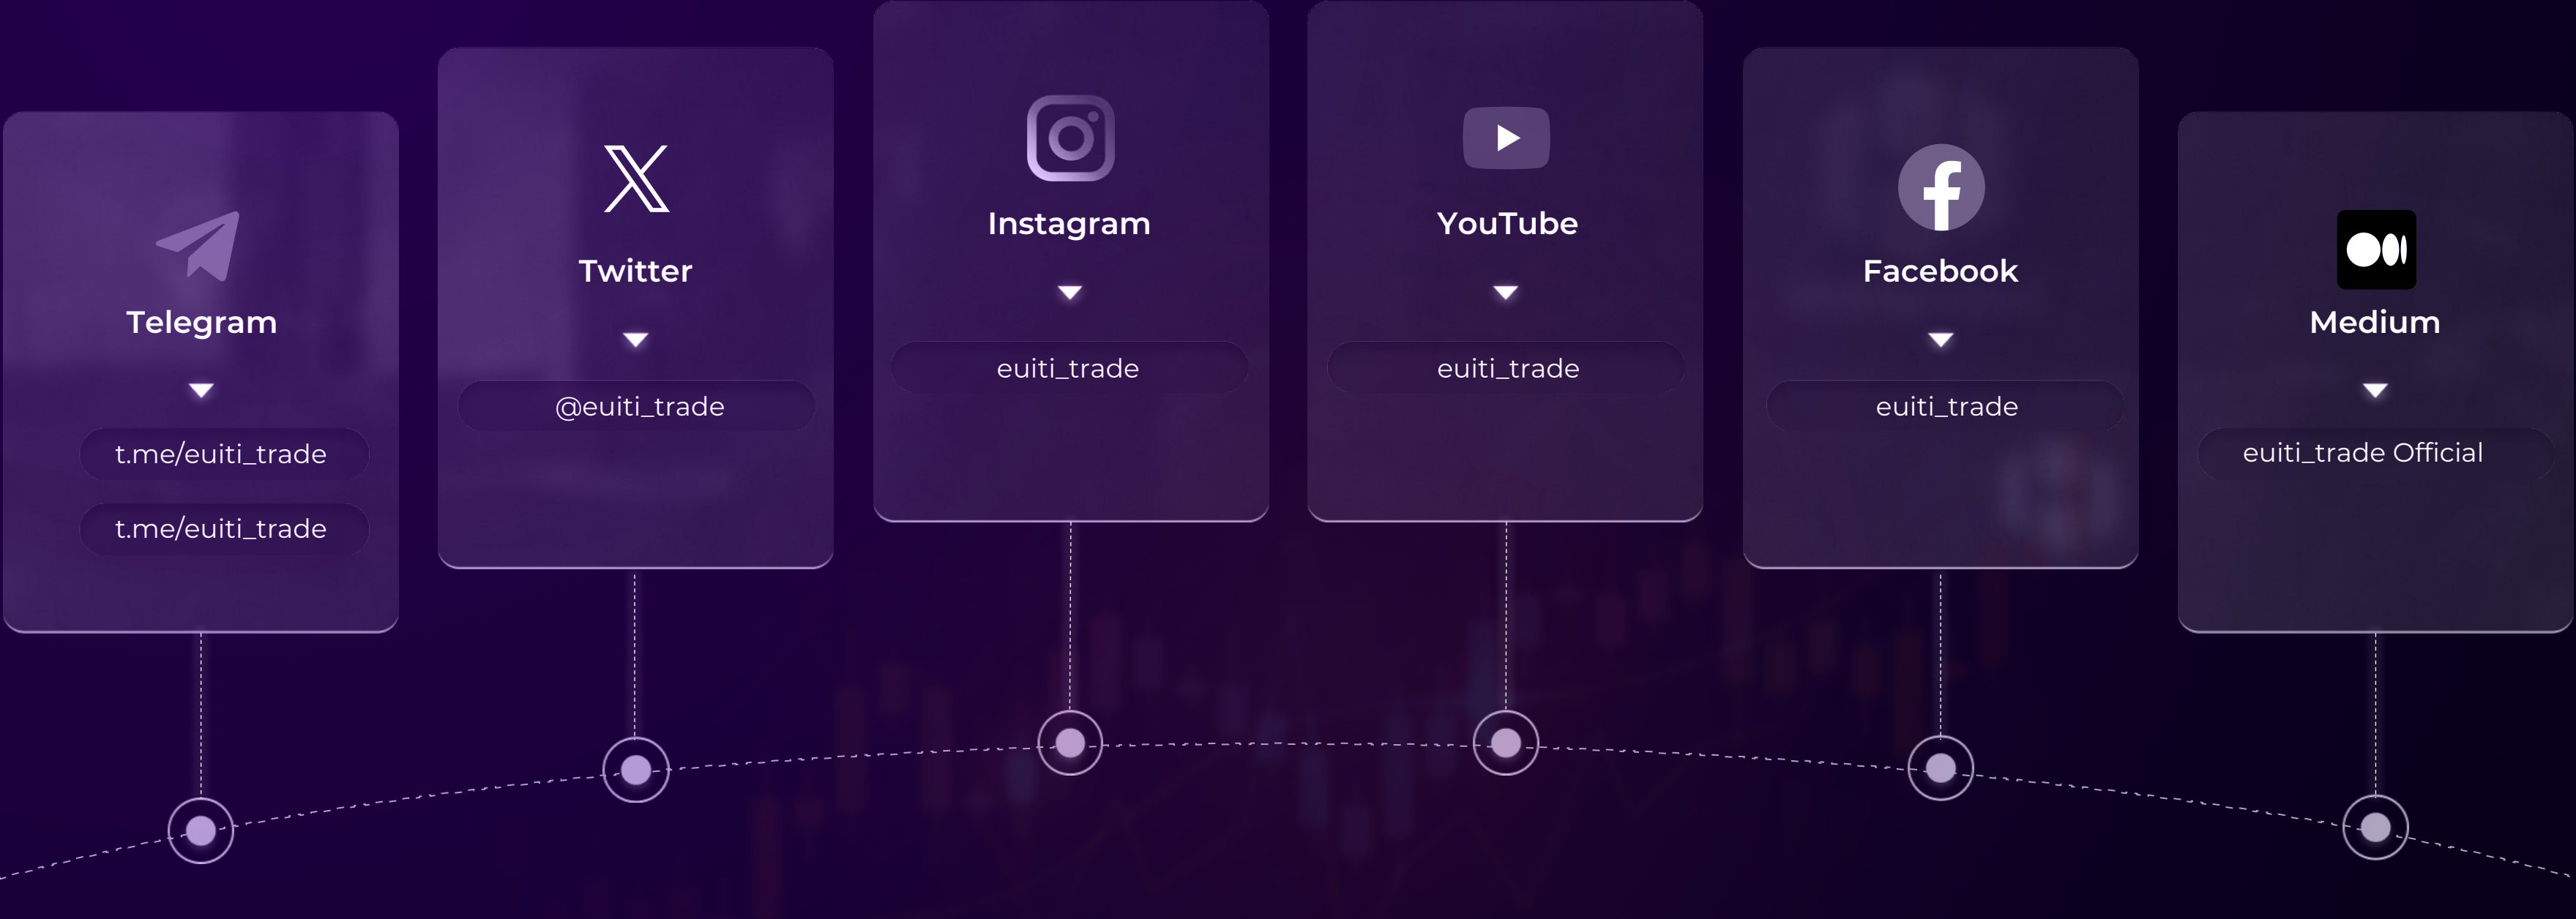 Telegram
t.me/euiti_trade
t.me/euiti_trade
Twitter
@euiti_trade
Instagram
euiti_trade
YouTube
euiti_trade
Facebook
euiti_trade
Medium
euiti_trade Official